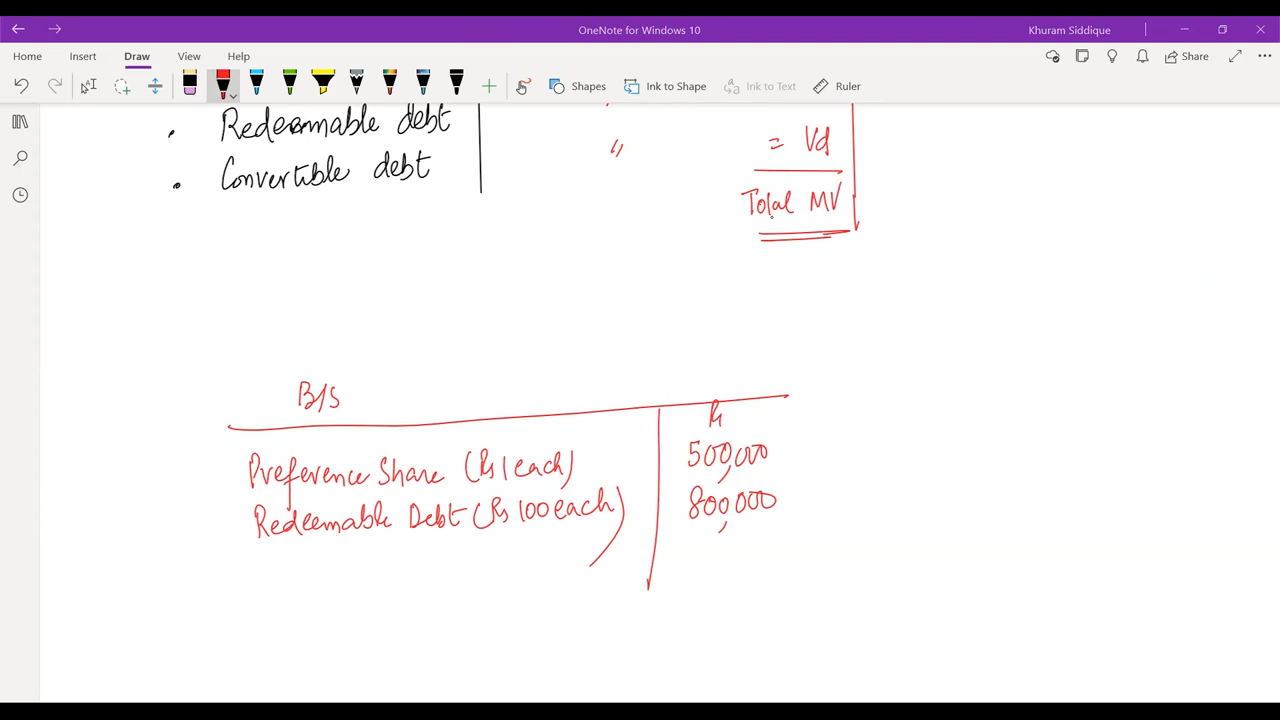 OneNote for Windows 10
Khuram Siddique
Home Insert Draw View Help
Share
Shapes Ink to Shape Ink to Text Ruler
• Redeemable debt
• Convertible debt
" = Vd
Total MV
B/S
Rs
Preference Share (Rs 1 each) 500,000
Redeemable Debt (Rs 100 each) 800,000